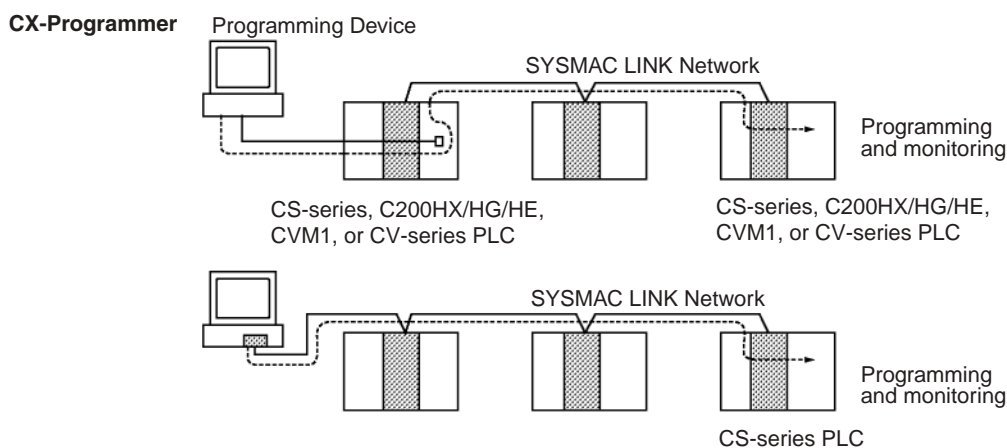 CX-Programmer
Programming Device
SYSMAC LINK Network
Programming
and monitoring
CS-series, C200HX/HG/HE,
CVM1, or CV-series PLC
CS-series, C200HX/HG/HE,
CVM1, or CV-series PLC
SYSMAC LINK Network
Programming
and monitoring
CS-series PLC